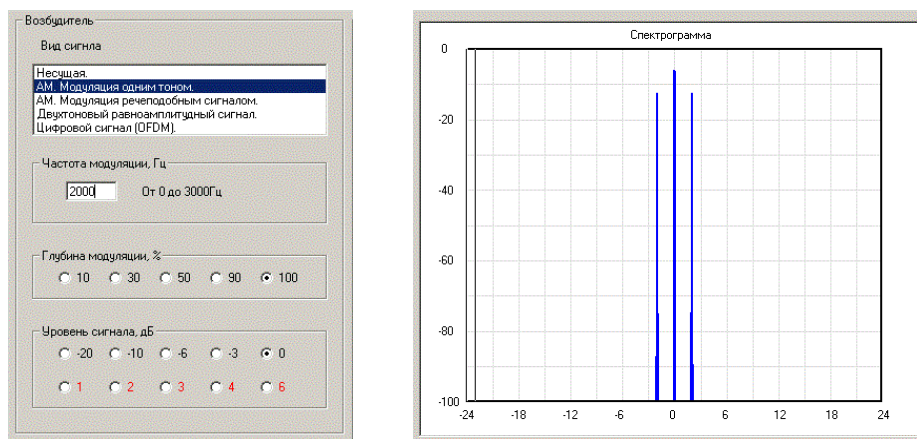 Возбудитель
Вид сигнла
Несущая.
АМ. Модуляция одним тоном.
АМ. Модуляция речеподобным сигналом.
Двухтоновый равноамплитудный сигнал.
Цифровой сигнал (OFDM).
Частота модуляции, Гц
2000 От 0 до 3000Гц
Глубина модуляции, %
10 30 50 90 100
Уровень сигнала, дБ
-20 -10 -6 -3 0
1 2 3 4 6
Спектрограмма
0
-20
-40
-60
-80
-100
-24 -18 -12 -6 0 6 12 18 24